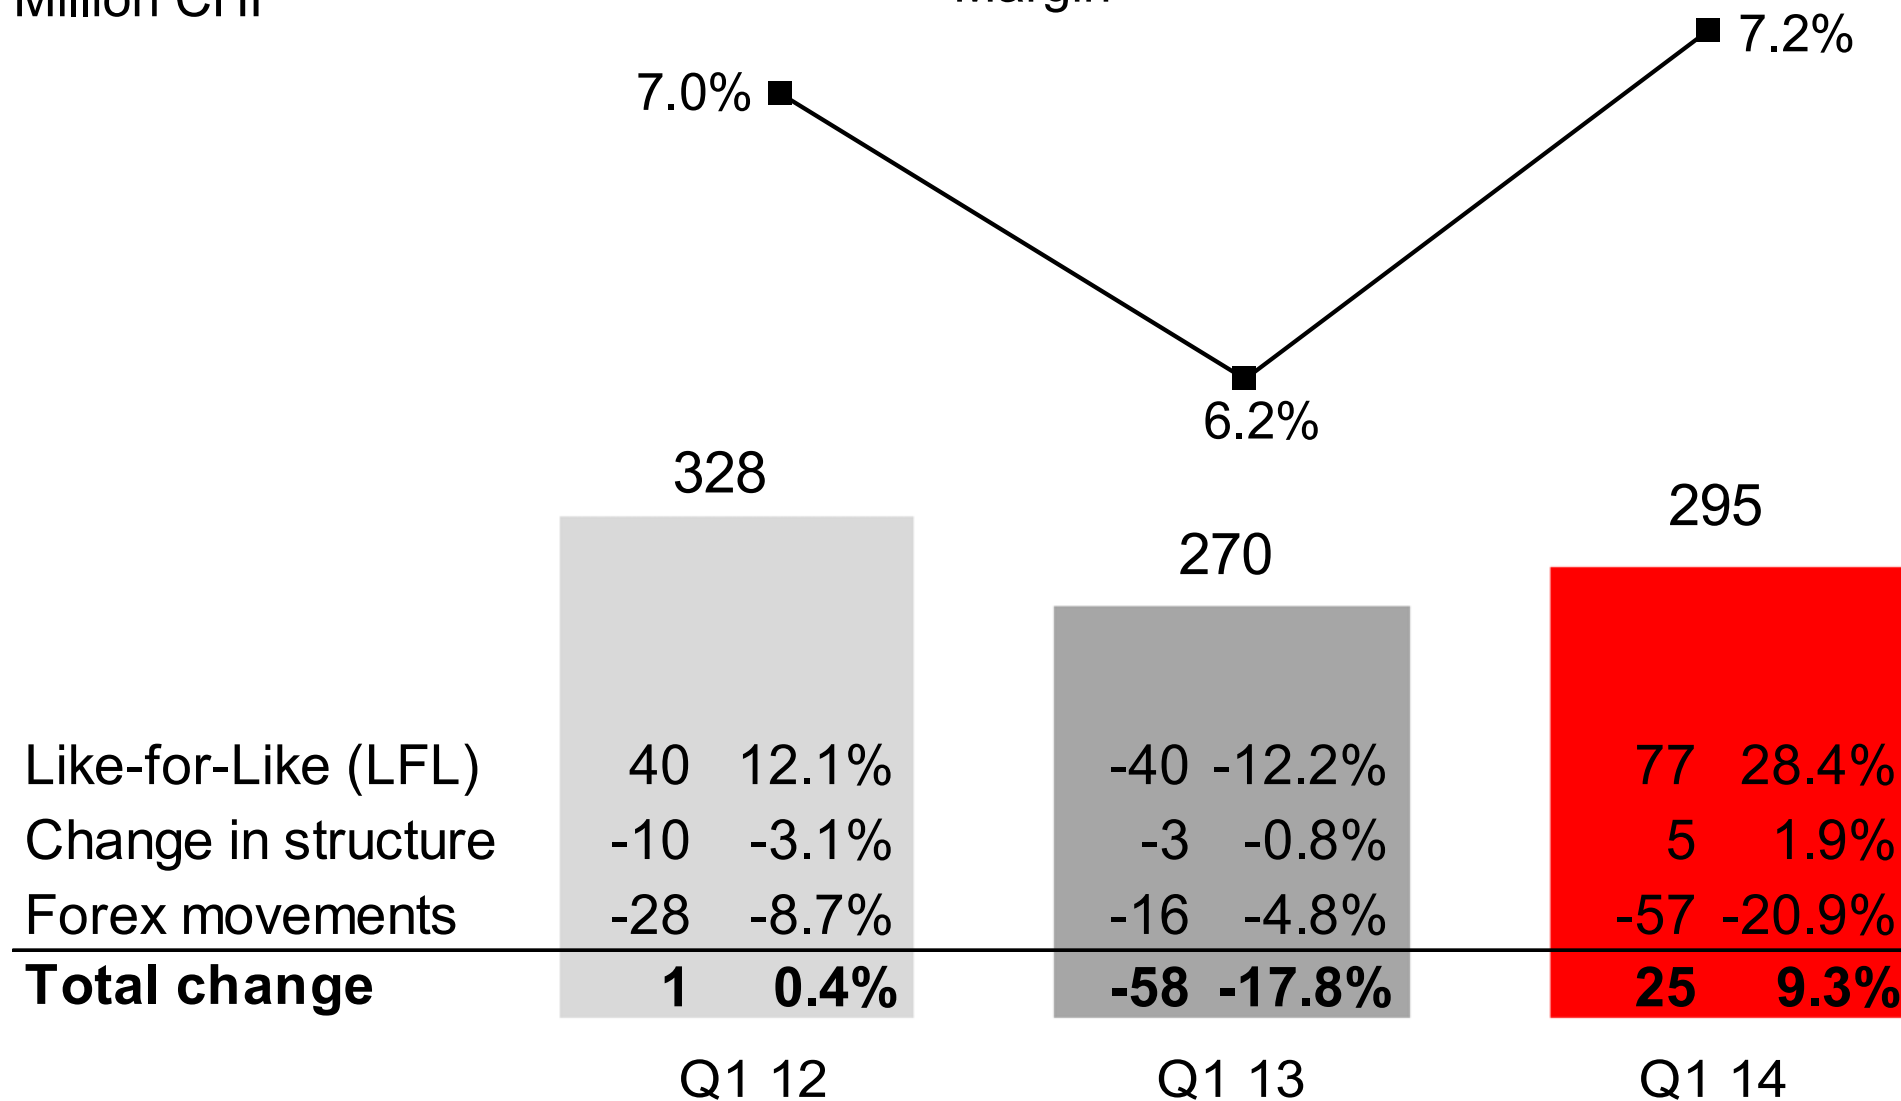 Million CHF
Margin
7.2%
7.0%
6.2%
328
295
270
Like-for-Like (LFL) 40 12.1% -40 -12.2% 77 28.4%
Change in structure -10 -3.1% -3 -0.8% 5 1.9%
Forex movements -28 -8.7% -16 -4.8% -57 -20.9%
Total change 1 0.4% -58 -17.8% 25 9.3%
Q1 12 Q1 13 Q1 14